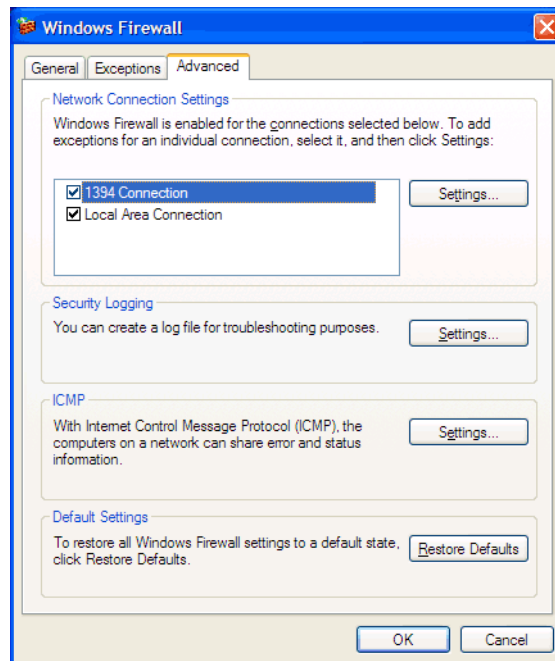 Windows Firewall
General Exceptions Advanced
Network Connection Settings
Windows Firewall is enabled for the connections selected below. To add
exceptions for an individual connection, select it, and then click Settings:
1394 Connection
Settings...
Local Area Connection
Security Logging
You can create a log file for troubleshooting purposes.
Settings...
ICMP
With Internet Control Message Protocol (ICMP), the
computers on a network can share error and status
information.
Settings...
Default Settings
To restore all Windows Firewall settings to a default state,
click Restore Defaults.
Restore Defaults
OK Cancel